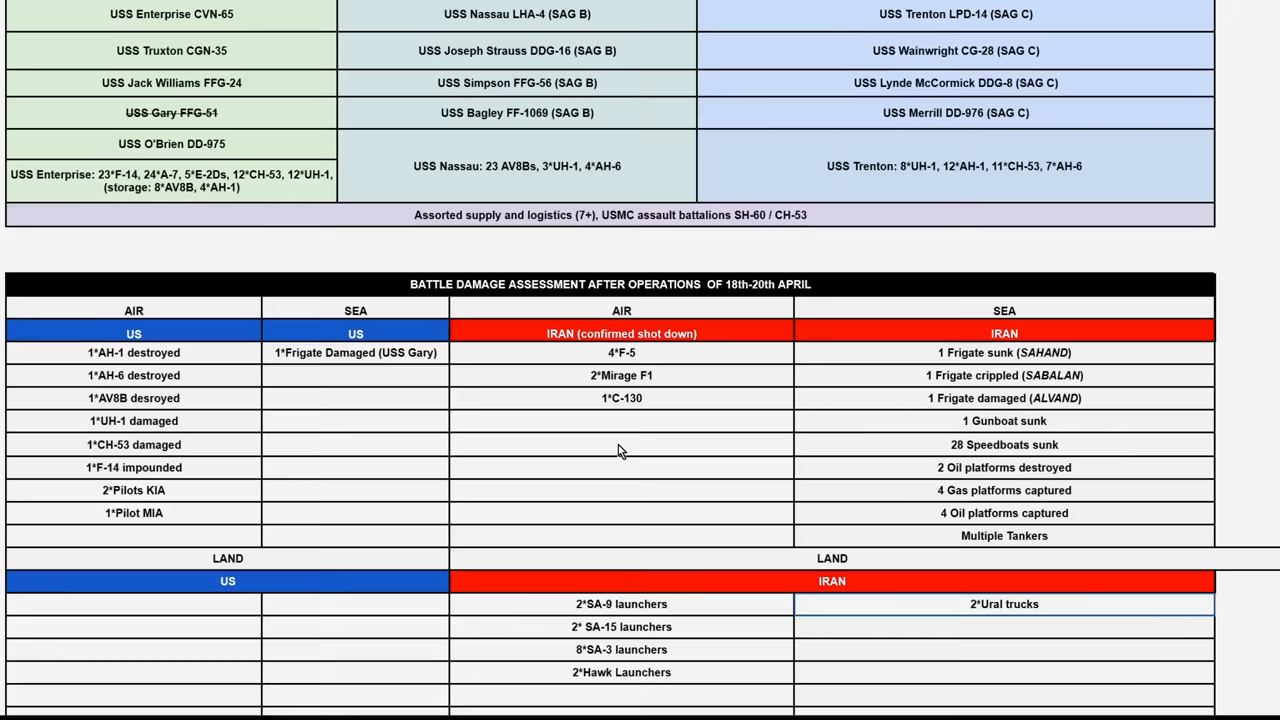 USS Enterprise CVN-65
USS Nassau LHA-4 (SAG B)
USS Trenton LPD-14 (SAG C)
USS Truxton CGN-35
USS Joseph Strauss DDG-16 (SAG B)
USS Wainwright CG-28 (SAG C)
USS Jack Williams FFG-24
USS Simpson FFG-56 (SAG B)
USS Lynde McCormick DDG-8 (SAG C)
USS Gary FFG-51
USS Bagley FF-1069 (SAG B)
USS Merrill DD-976 (SAG C)
USS O'Brien DD-975
USS Enterprise: 23*F-14, 24*A-7, 5*E-2Ds, 12*CH-53, 12*UH-1,
(storage: 8*AV8B, 4*AH-1)
USS Nassau: 23 AV8Bs, 3*UH-1, 4*AH-6
USS Trenton: 8*UH-1, 12*AH-1, 11*CH-53, 7*AH-6
Assorted supply and logistics (7+), USMC assault battalions SH-60 / CH-53
BATTLE DAMAGE ASSESSMENT AFTER OPERATIONS OF 18th-20th APRIL
AIR
SEA
AIR
SEA
US
US
IRAN (confirmed shot down)
IRAN
1*AH-1 destroyed
1*Frigate Damaged (USS Gary)
4*F-5
1 Frigate sunk (SAHAND)
1*AH-6 destroyed
2*Mirage F1
1 Frigate crippled (SABALAN)
1*AV8B desroyed
1*C-130
1 Frigate damaged (ALVAND)
1*UH-1 damaged
1 Gunboat sunk
1*CH-53 damaged
28 Speedboats sunk
1*F-14 impounded
2 Oil platforms destroyed
2*Pilots KIA
4 Gas platforms captured
1*Pilot MIA
4 Oil platforms captured
Multiple Tankers
LAND
LAND
US
IRAN
2*SA-9 launchers
2*Ural trucks
2* SA-15 launchers
8*SA-3 launchers
2*Hawk Launchers